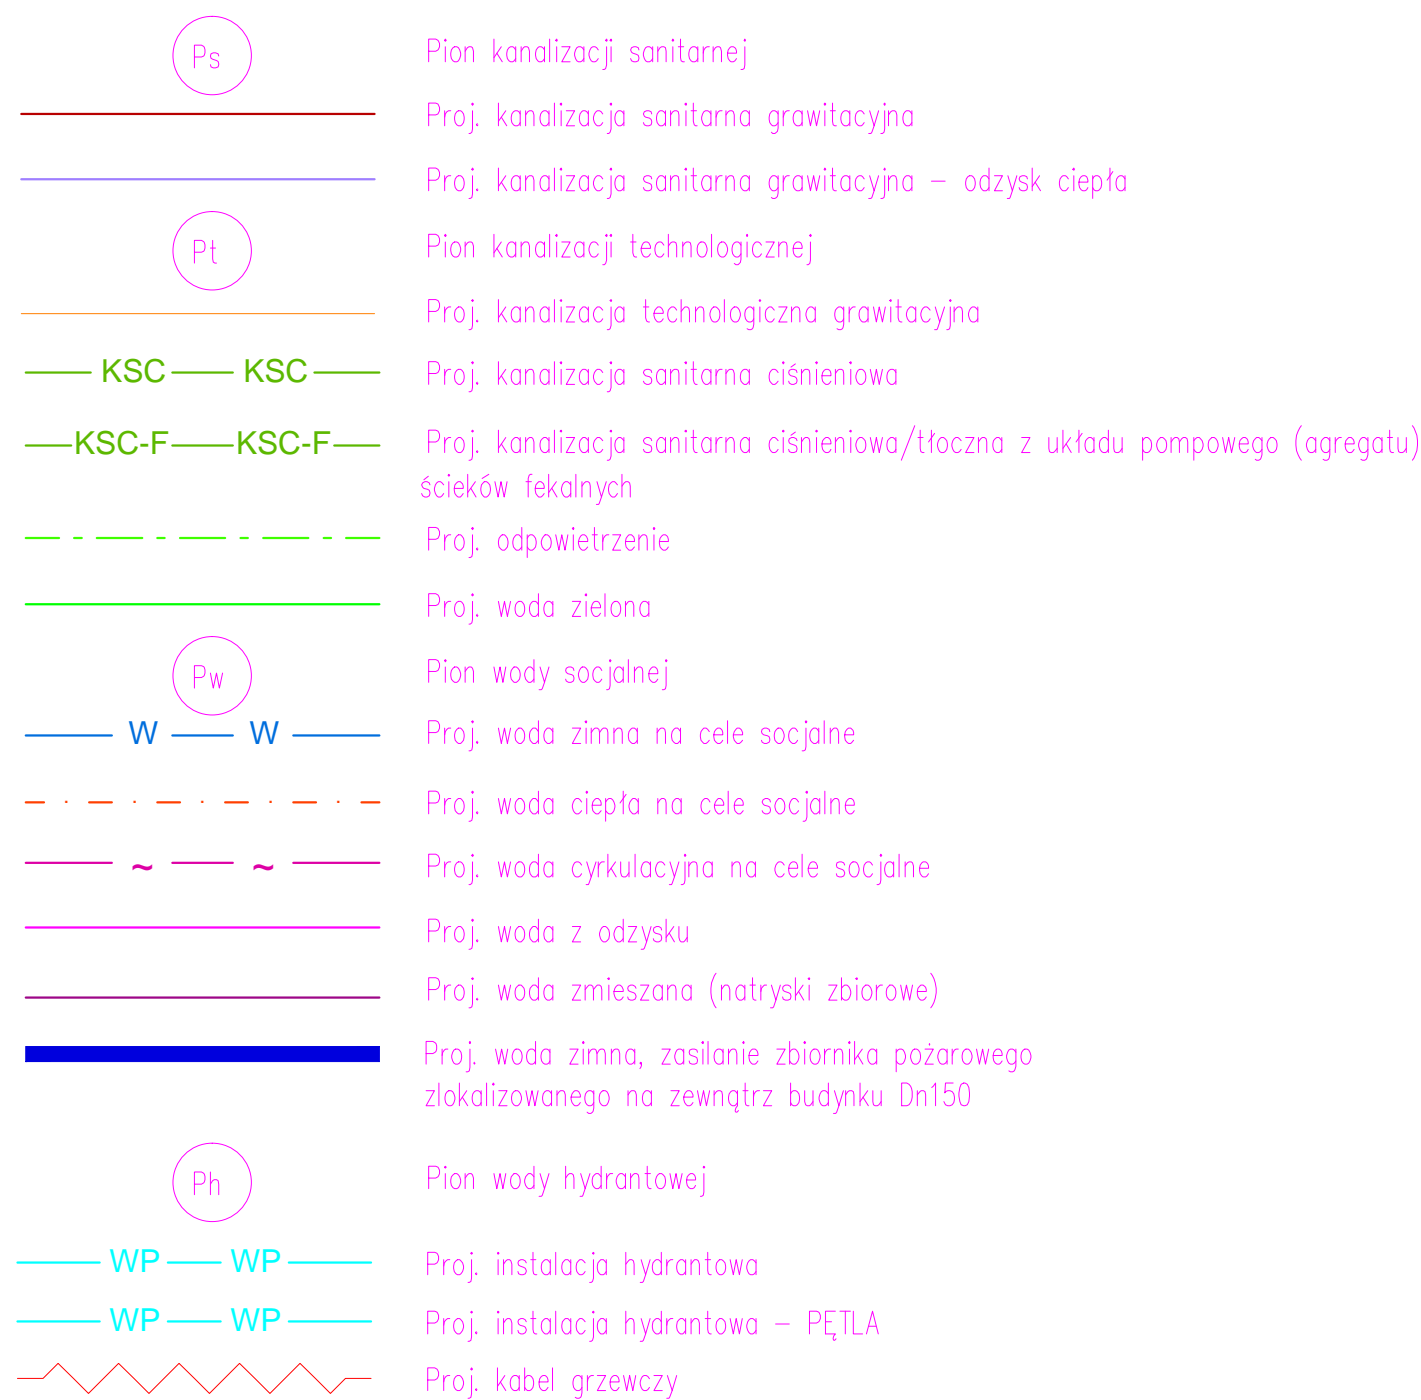 Ps Pion kanalizacji sanitarnej
Proj. kanalizacja sanitarna grawitacyjna
Proj. kanalizacja sanitarna grawitacyjna – odzysk ciepła
Pt Pion kanalizacji technologicznej
Proj. kanalizacja technologiczna grawitacyjna
KSC KSC Proj. kanalizacja sanitarna ciśnieniowa
KSC-F KSC-F Proj. kanalizacja sanitarna ciśnieniowa/tłoczna z układu pompowego (agregatu)
ścieków fekalnych
Proj. odpowietrzenie
Proj. woda zielona
Pw Pion wody socjalnej
W W Proj. woda zimna na cele socjalne
Proj. woda ciepła na cele socjalne
~ ~ Proj. woda cyrkulacyjna na cele socjalne
Proj. woda z odzysku
Proj. woda zmieszana (natryski zbiorowe)
Proj. woda zimna, zasilanie zbiornika pożarowego
zlokalizowanego na zewnątrz budynku Dn150
Ph Pion wody hydrantowej
WP WP Proj. instalacja hydrantowa
WP WP Proj. instalacja hydrantowa – PĘTLA
Proj. kabel grzewczy